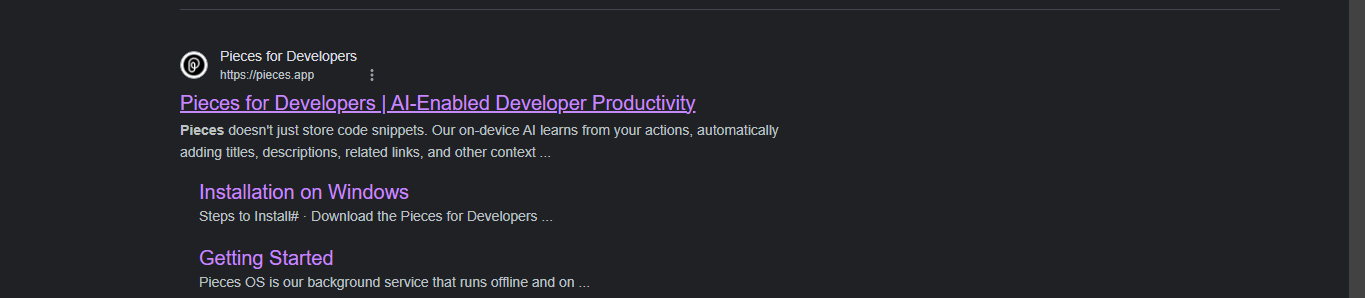 Pieces for Developers
https://pieces.app
Pieces for Developers | AI-Enabled Developer Productivity
Pieces doesn't just store code snippets. Our on-device AI learns from your actions, automatically
adding titles, descriptions, related links, and other context ...
Installation on Windows
Steps to Install# · Download the Pieces for Developers ...
Getting Started
Pieces OS is our background service that runs offline and on ...